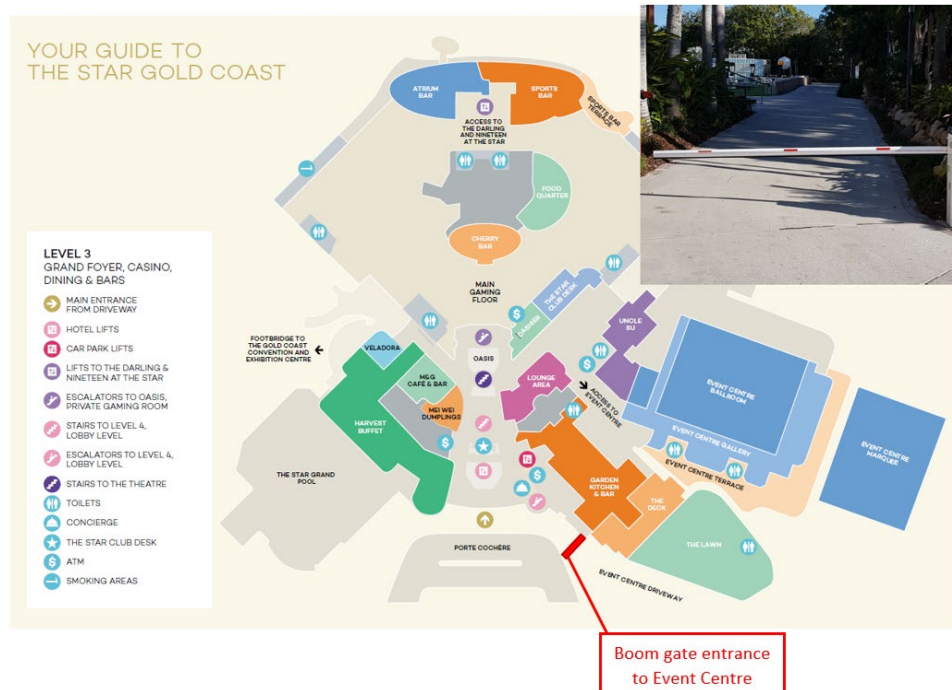 YOUR GUIDE TO
THE STAR GOLD COAST
ATRIUM
BAR
SPORTS
BAR
SPORTS BAR
TERRACE
ACCESS TO
THE DARLING
AND NINETEEN
AT THE STAR
FOOD
QUARTER
CHERRY
BAR
MAIN
GAMING
FLOOR
THE STAR
CLUB DESK
UNCLE
SU
FOOTBRIDGE TO
THE GOLD COAST
CONVENTION AND
EXHIBITION CENTRE
VELADORA
OASIS
M&G
CAFÉ & BAR
LOUNGE
AREA
ACCESS TO
EVENT CENTRE
EVENT CENTRE
BALLROOM
MEI WEI
DUMPLINGS
HARVEST
BUFFET
EVENT CENTRE GALLERY
EVENT CENTRE
MARQUEE
EVENT CENTRE TERRACE
THE STAR GRAND
POOL
GARDEN
KITCHEN
& BAR
THE
DECK
THE LAWN
PORTE COCHÈRE
EVENT CENTRE DRIVEWAY
LEVEL 3
GRAND FOYER, CASINO,
DINING & BARS
MAIN ENTRANCE
FROM DRIVEWAY
HOTEL LIFTS
CAR PARK LIFTS
LIFTS TO THE DARLING &
NINETEEN AT THE STAR
ESCALATORS TO OASIS,
PRIVATE GAMING ROOM
STAIRS TO LEVEL 4,
LOBBY LEVEL
ESCALATORS TO LEVEL 4,
LOBBY LEVEL
STAIRS TO THE THEATRE
TOILETS
CONCIERGE
THE STAR CLUB DESK
ATM
SMOKING AREAS
Boom gate entrance
to Event Centre